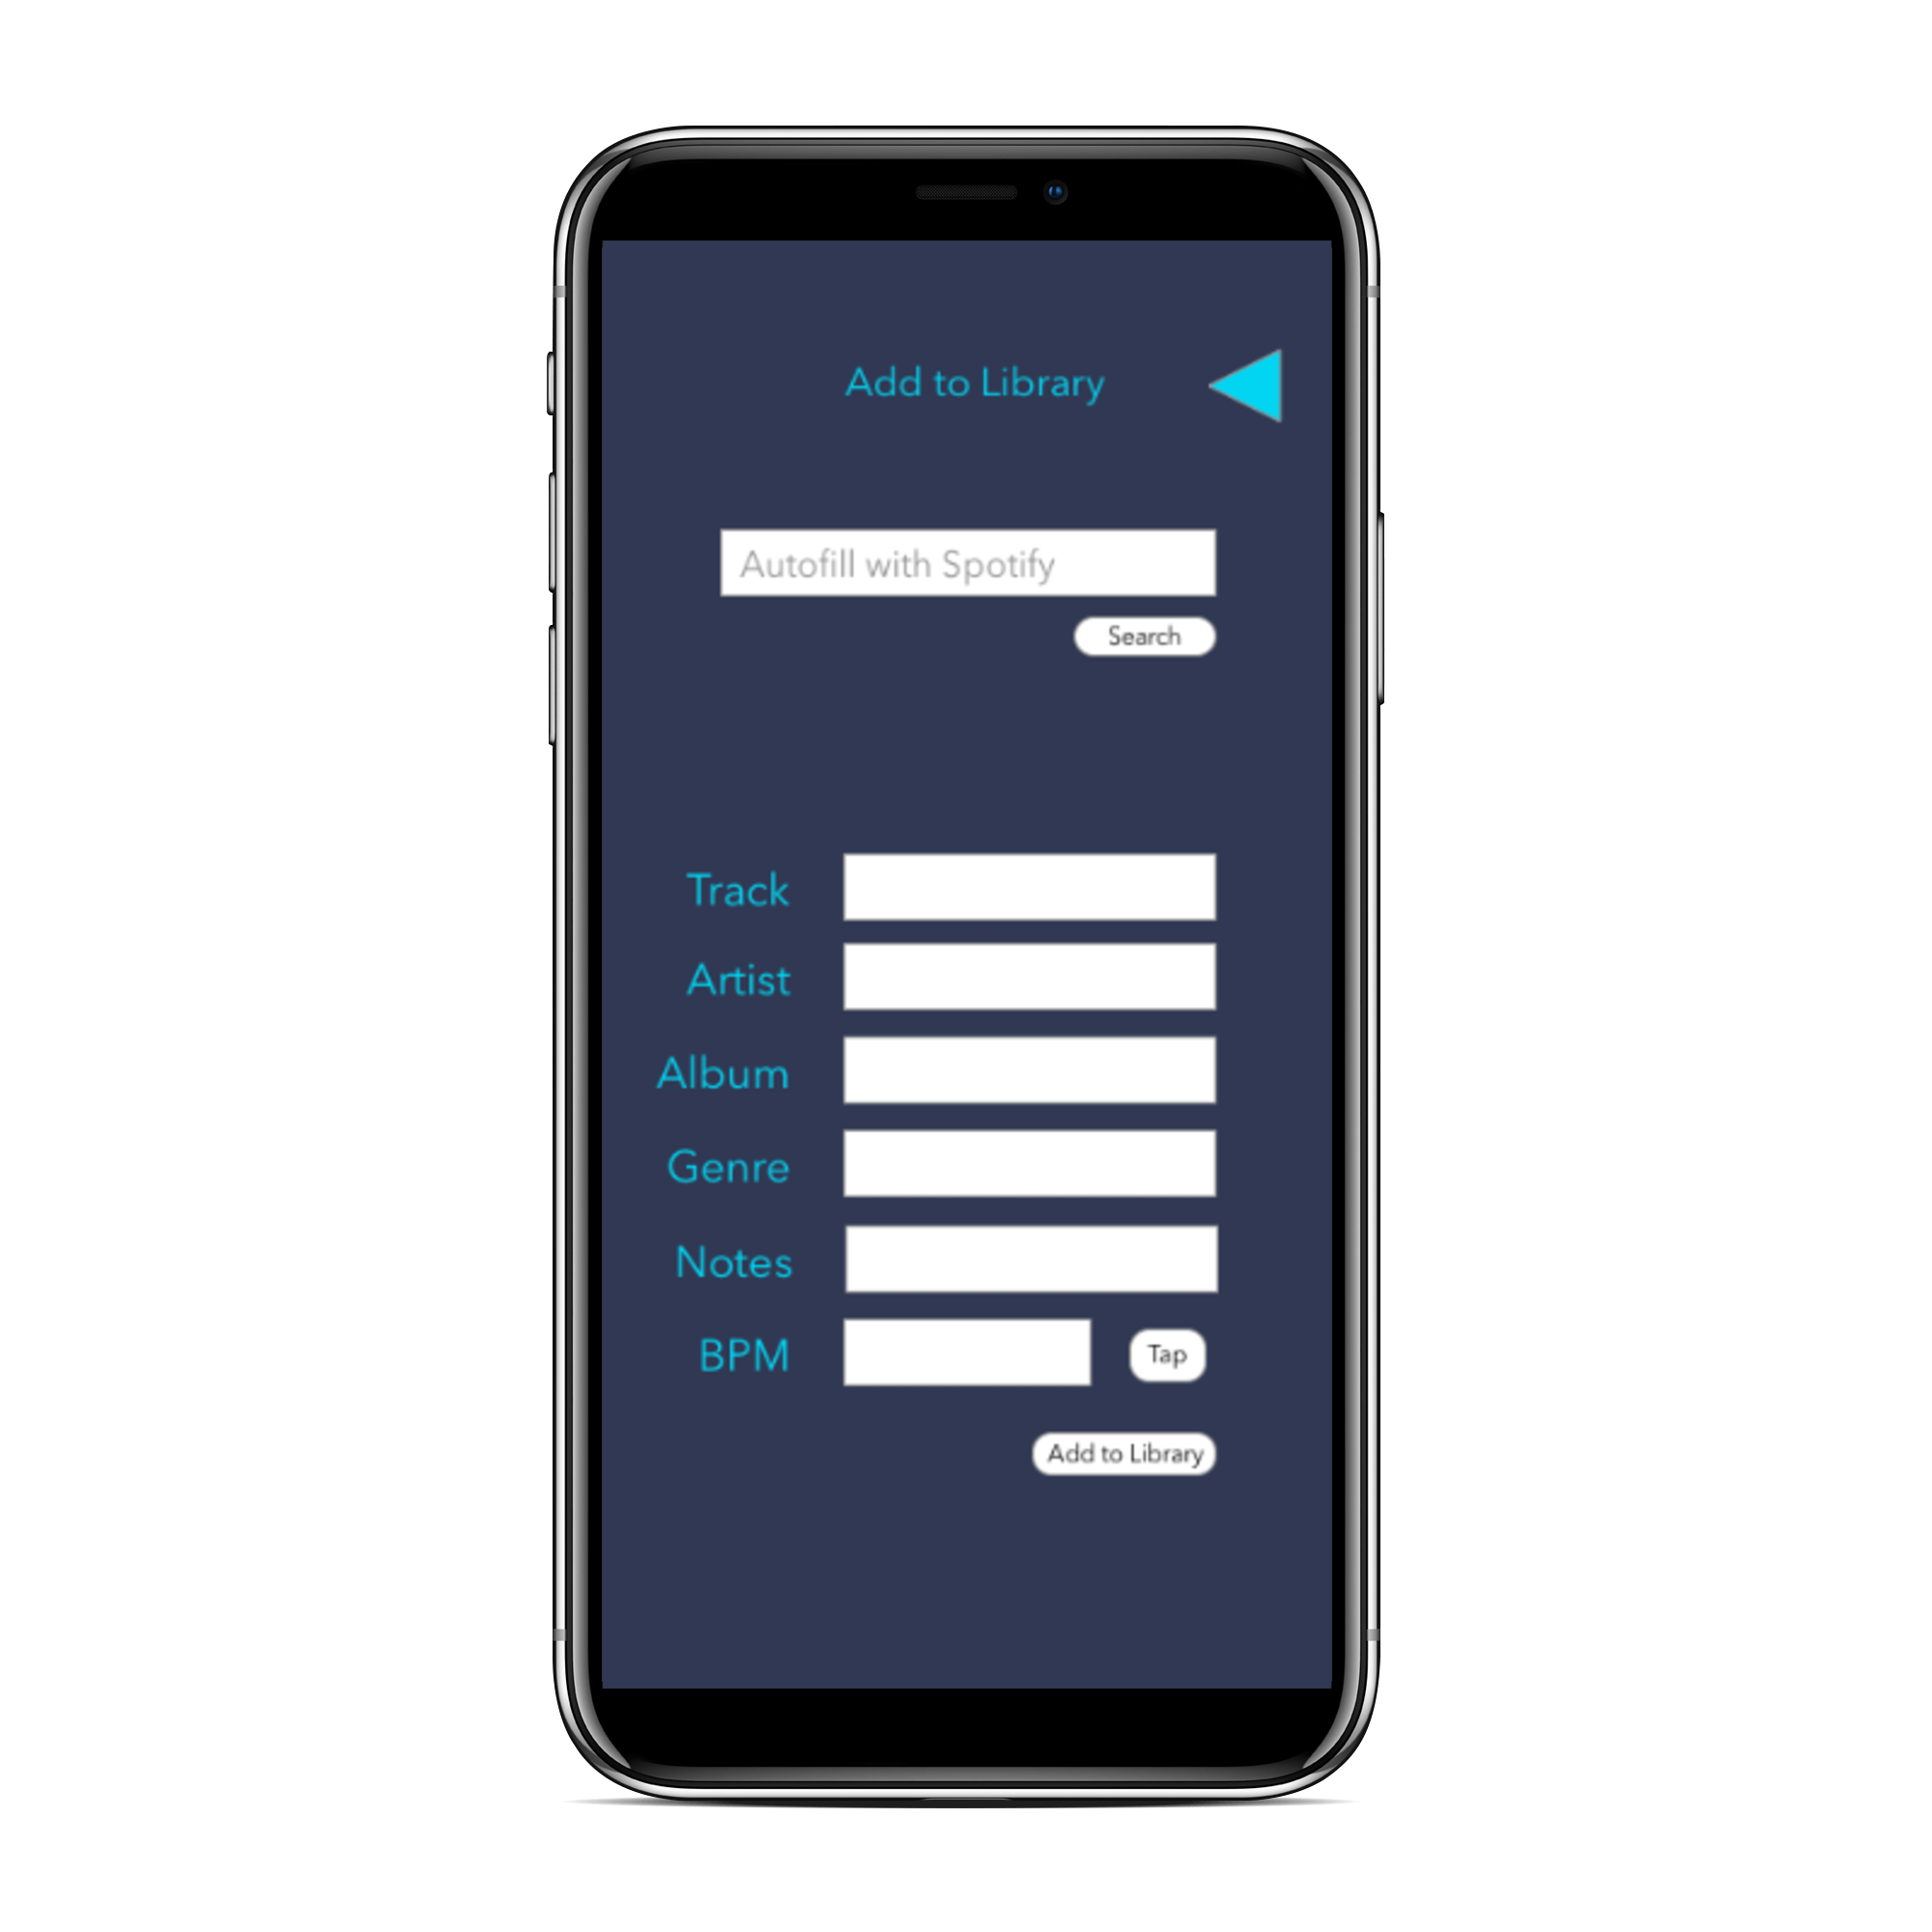 Add to Library
Autofill with Spotify
Search
Track
Artist
Album
Genre
Notes
BPM
Tap
Add to Library